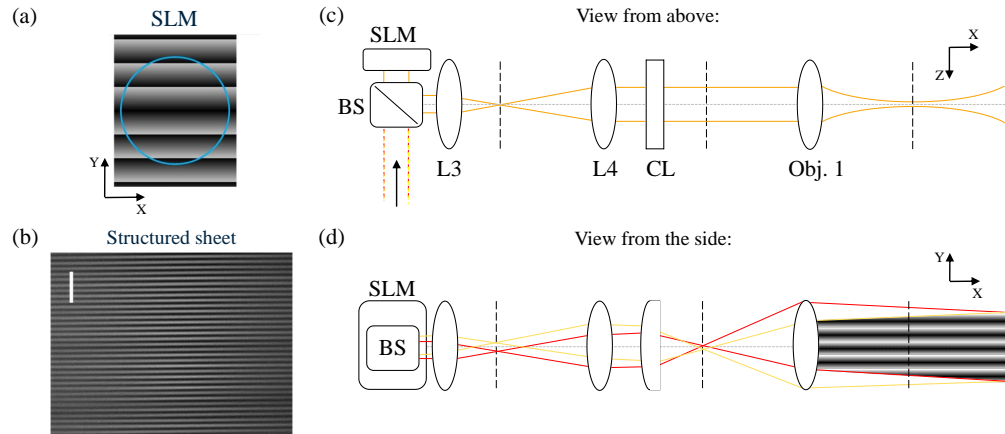 (a)
SLM
Y
X
(b)
Structured sheet
(c)
View from above:
SLM
BS
L3
L4
CL
Obj. 1
X
Z
(d)
View from the side:
SLM
BS
Y
X